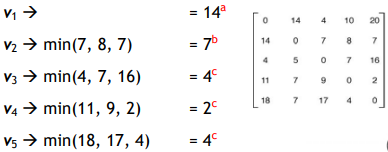 v₁ → = 14ᵃ
v₂ → min(7, 8, 7) = 7ᵇ
v₃ → min(4, 7, 16) = 4ᶜ
v₄ → min(11, 9, 2) = 2ᶜ
v₅ → min(18, 17, 4) = 4ᶜ
0 14 4 10 20
14 0 7 8 7
4 5 0 7 16
11 7 9 0 2
18 7 17 4 0